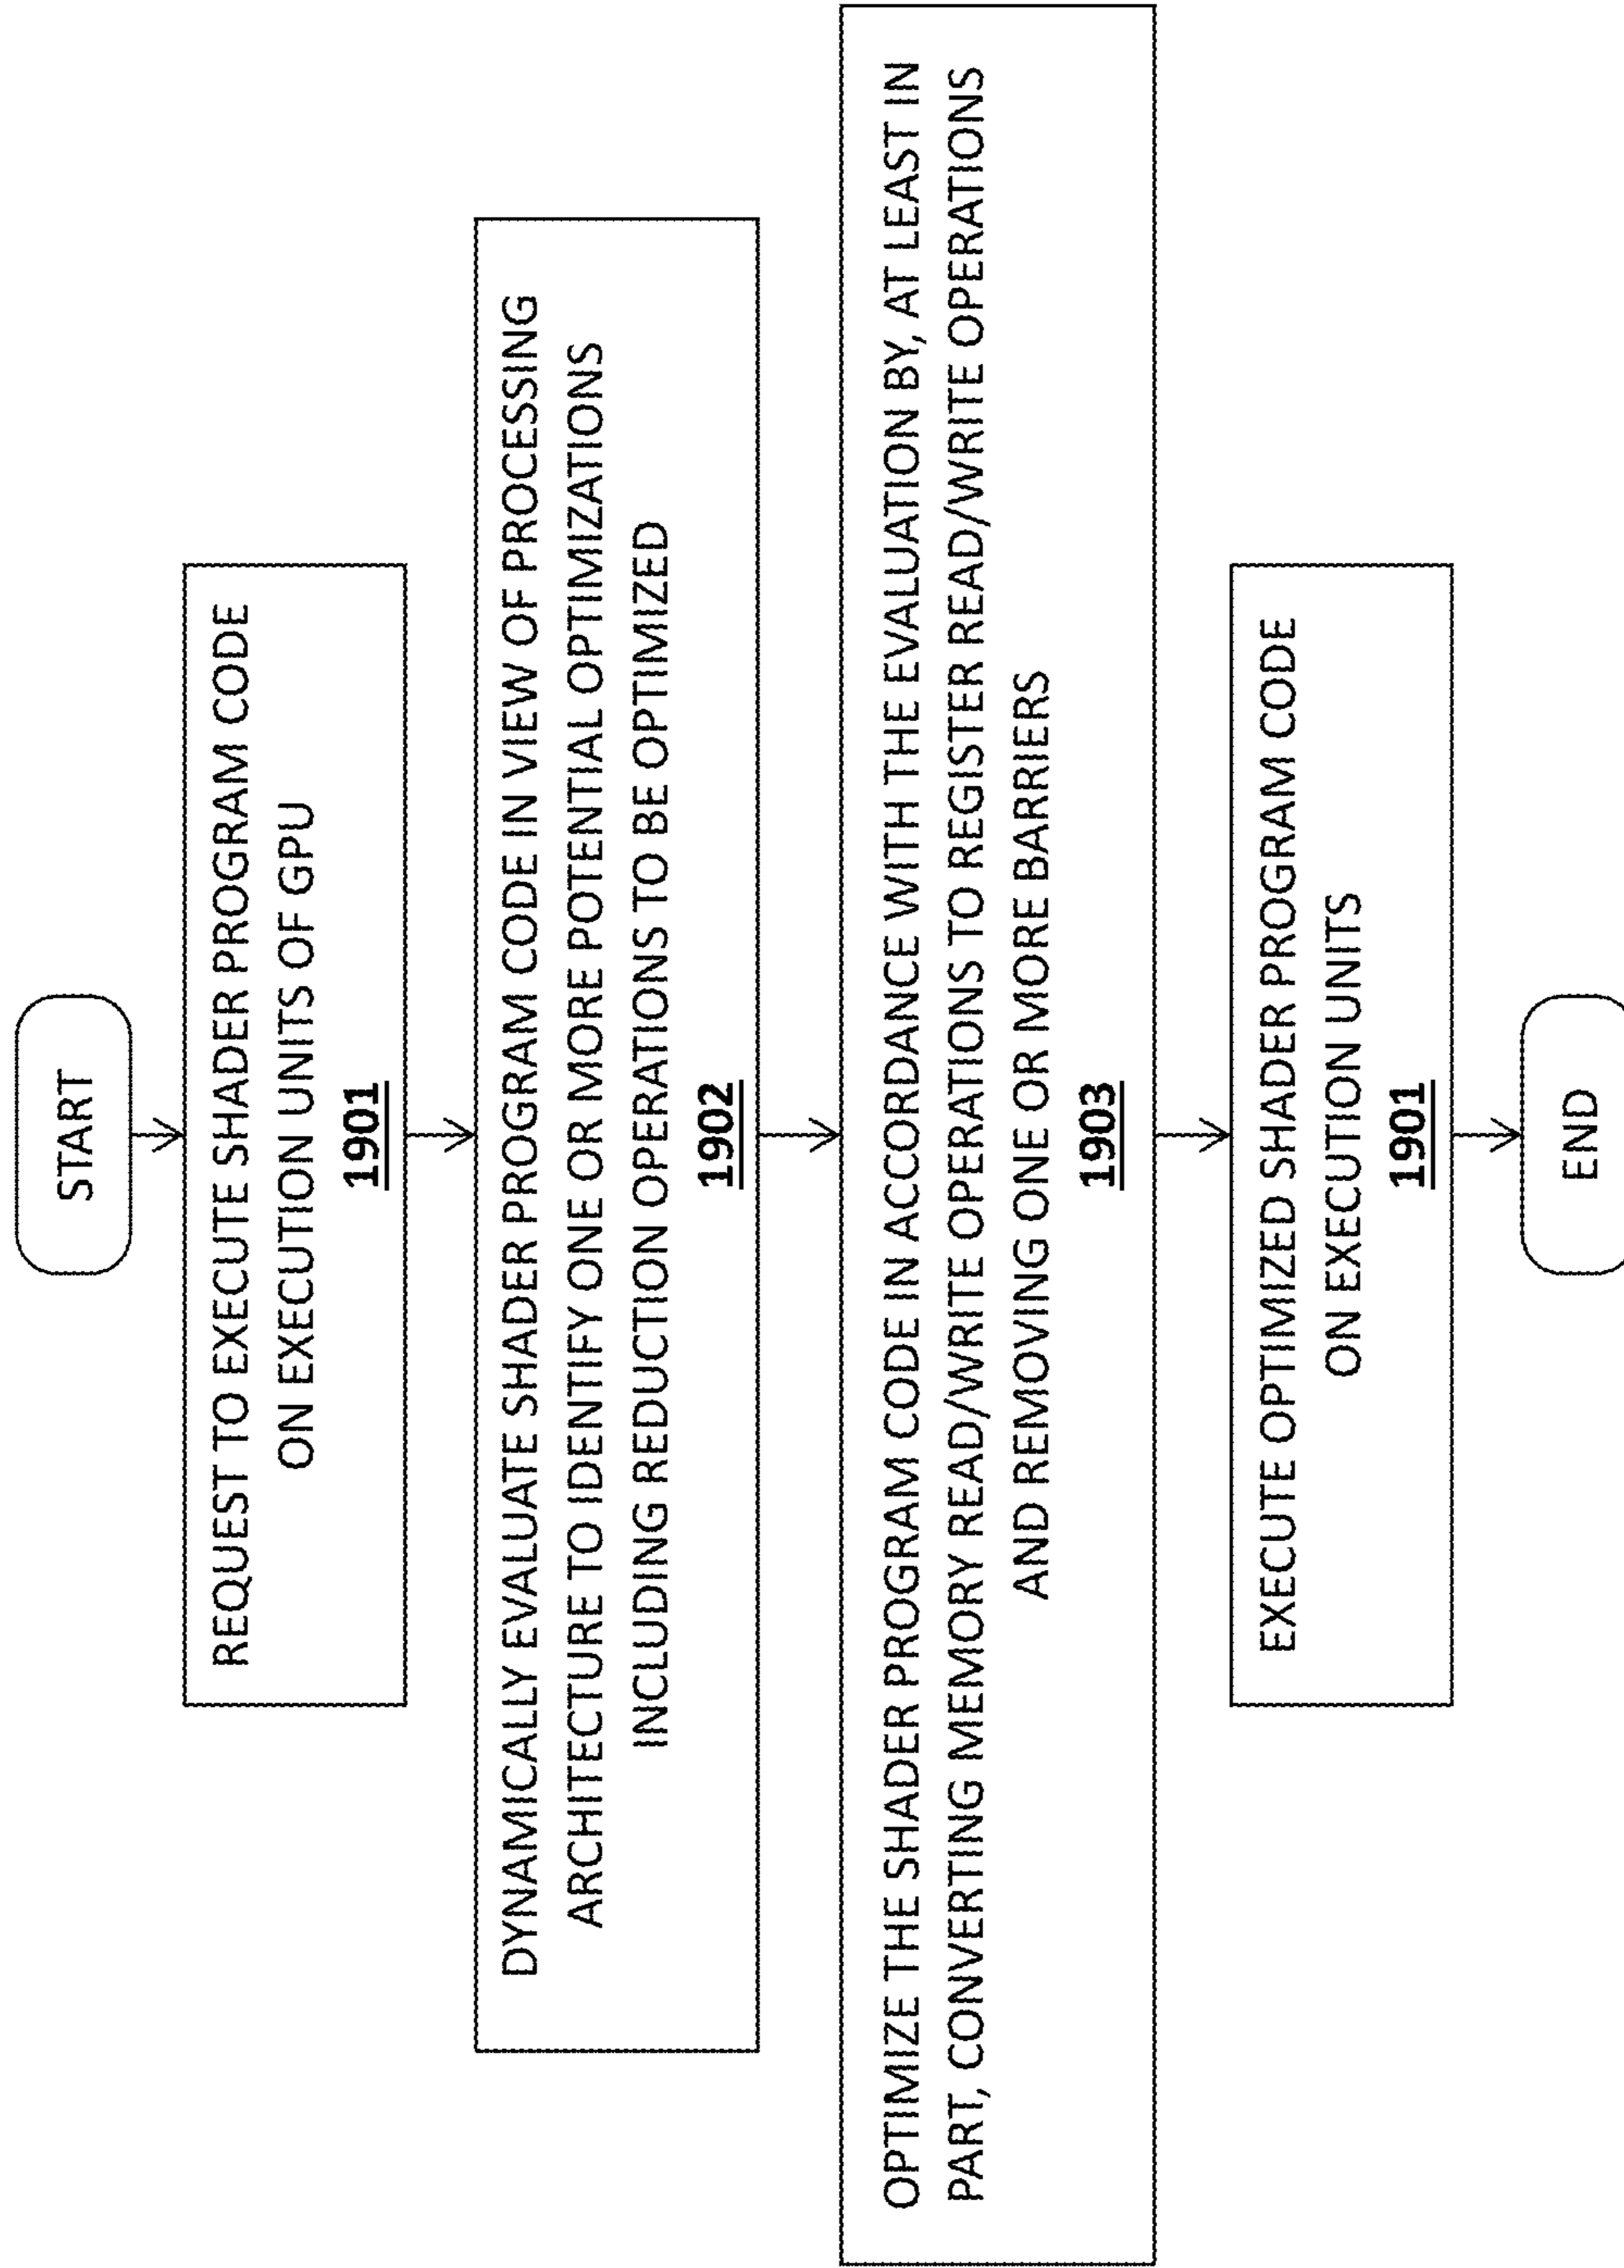 START
REQUEST TO EXECUTE SHADER PROGRAM CODE
ON EXECUTION UNITS OF GPU
1901
DYNAMICALLY EVALUATE SHADER PROGRAM CODE IN VIEW OF PROCESSING
ARCHITECTURE TO IDENTIFY ONE OR MORE POTENTIAL OPTIMIZATIONS
INCLUDING REDUCTION OPERATIONS TO BE OPTIMIZED
1902
OPTIMIZE THE SHADER PROGRAM CODE IN ACCORDANCE WITH THE EVALUATION BY, AT LEAST IN
PART, CONVERTING MEMORY READ/WRITE OPERATIONS TO REGISTER READ/WRITE OPERATIONS
AND REMOVING ONE OR MORE BARRIERS
1903
EXECUTE OPTIMIZED SHADER PROGRAM CODE
ON EXECUTION UNITS
1901
END